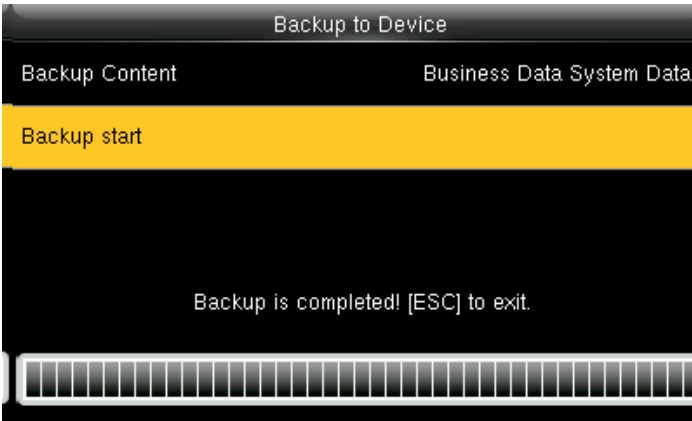 Backup to Device
Backup Content Business Data System Data
Backup start
Backup is completed! [ESC] to exit.